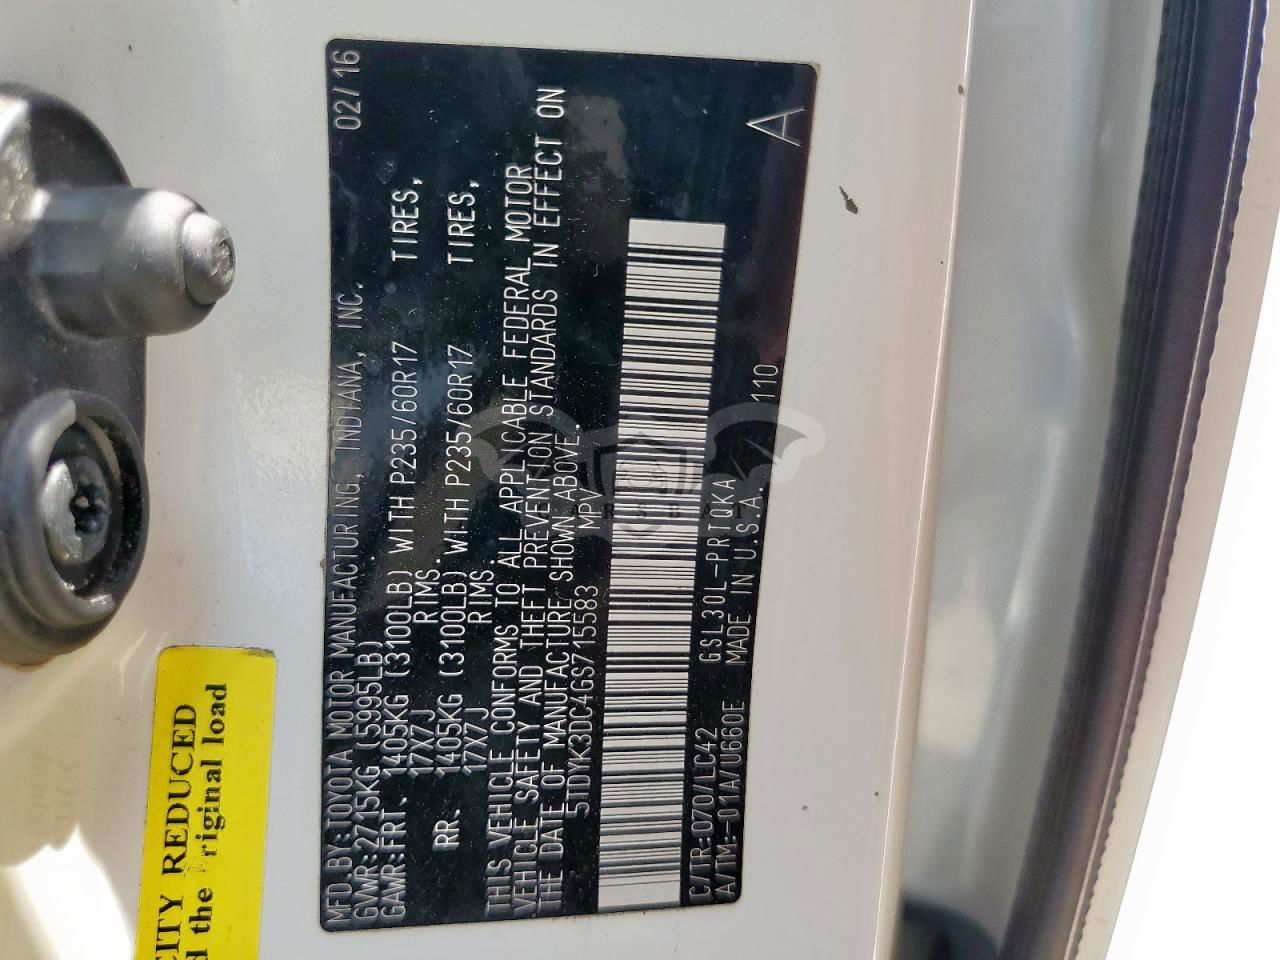 MFD.BY:TOYOTA MOTOR MANUFACTURING, INDIANA, INC. 02/16
GVWR:2715KG (5995LB)
GAWR:FRT. 1405KG (3100LB) WITH P235/60R17 TIRES,
17X7J RIMS.
RR. 1405KG (3100LB) WITH P235/60R17 TIRES,
17X7J RIMS.
THIS VEHICLE CONFORMS TO ALL APPLICABLE FEDERAL MOTOR
VEHICLE SAFETY AND THEFT PREVENTION STANDARDS IN EFFECT ON
THE DATE OF MANUFACTURE SHOWN ABOVE.
5TDYK3DC4GS715583 MPV
C/TR:070/LC42 GSL30L-PRTQKA
A/TM:-01A/U660E MADE IN U.S.A. 110
A
CITY REDUCED
the original load